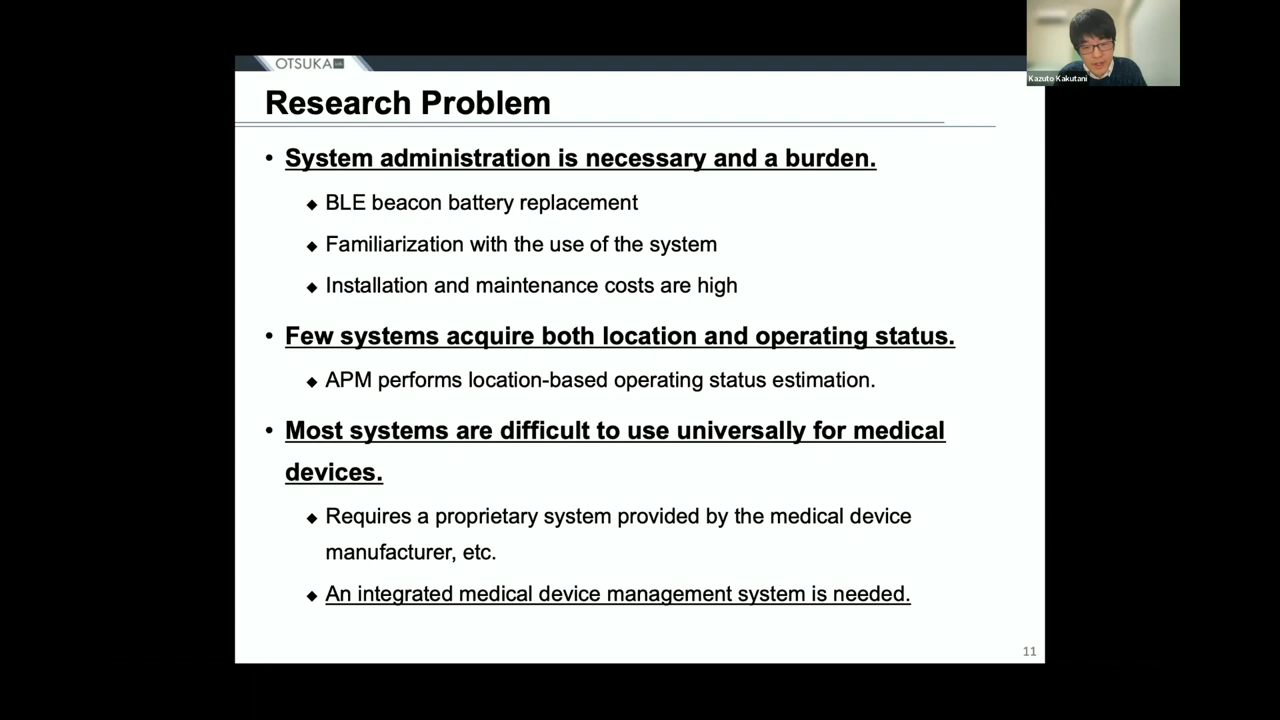 Kazuto Kakutani
OTSUKA
Research Problem
• System administration is necessary and a burden.
◆ BLE beacon battery replacement
◆ Familiarization with the use of the system
◆ Installation and maintenance costs are high
• Few systems acquire both location and operating status.
◆ APM performs location-based operating status estimation.
• Most systems are difficult to use universally for medical
devices.
◆ Requires a proprietary system provided by the medical device
manufacturer, etc.
◆ An integrated medical device management system is needed.
11